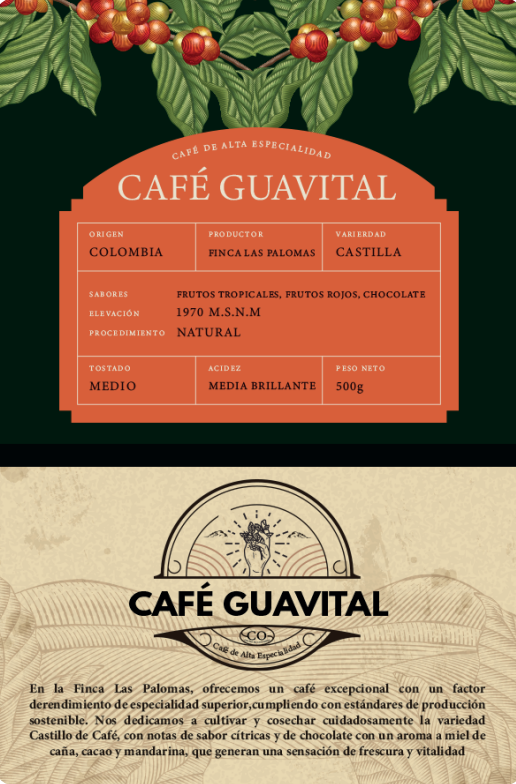 CAFÉ DE ALTA ESPECIALIDAD
CAFÉ GUAVITAL
ORIGEN
COLOMBIA
PRODUCTOR
FINCA LAS PALOMAS
VARIERDAD
CASTILLA
SABORES FRUTOS TROPICALES, FRUTOS ROJOS, CHOCOLATE
ELEVACIÓN 1970 M.S.N.M
PROCEDIMIENTO NATURAL
TOSTADO
MEDIO
ACIDEZ
MEDIA BRILLANTE
PESO NETO
500g
CAFÉ GUAVITAL
CO
Café de Alta Especialidad
En la Finca Las Palomas, ofrecemos un café excepcional con un factor
derendimiento de especialidad superior,cumpliendo con estándares de producción
sostenible. Nos dedicamos a cultivar y cosechar cuidadosamente la variedad
Castillo de Café, con notas de sabor cítricas y de chocolate con un aroma a miel de
caña, cacao y mandarina, que generan una sensación de frescura y vitalidad